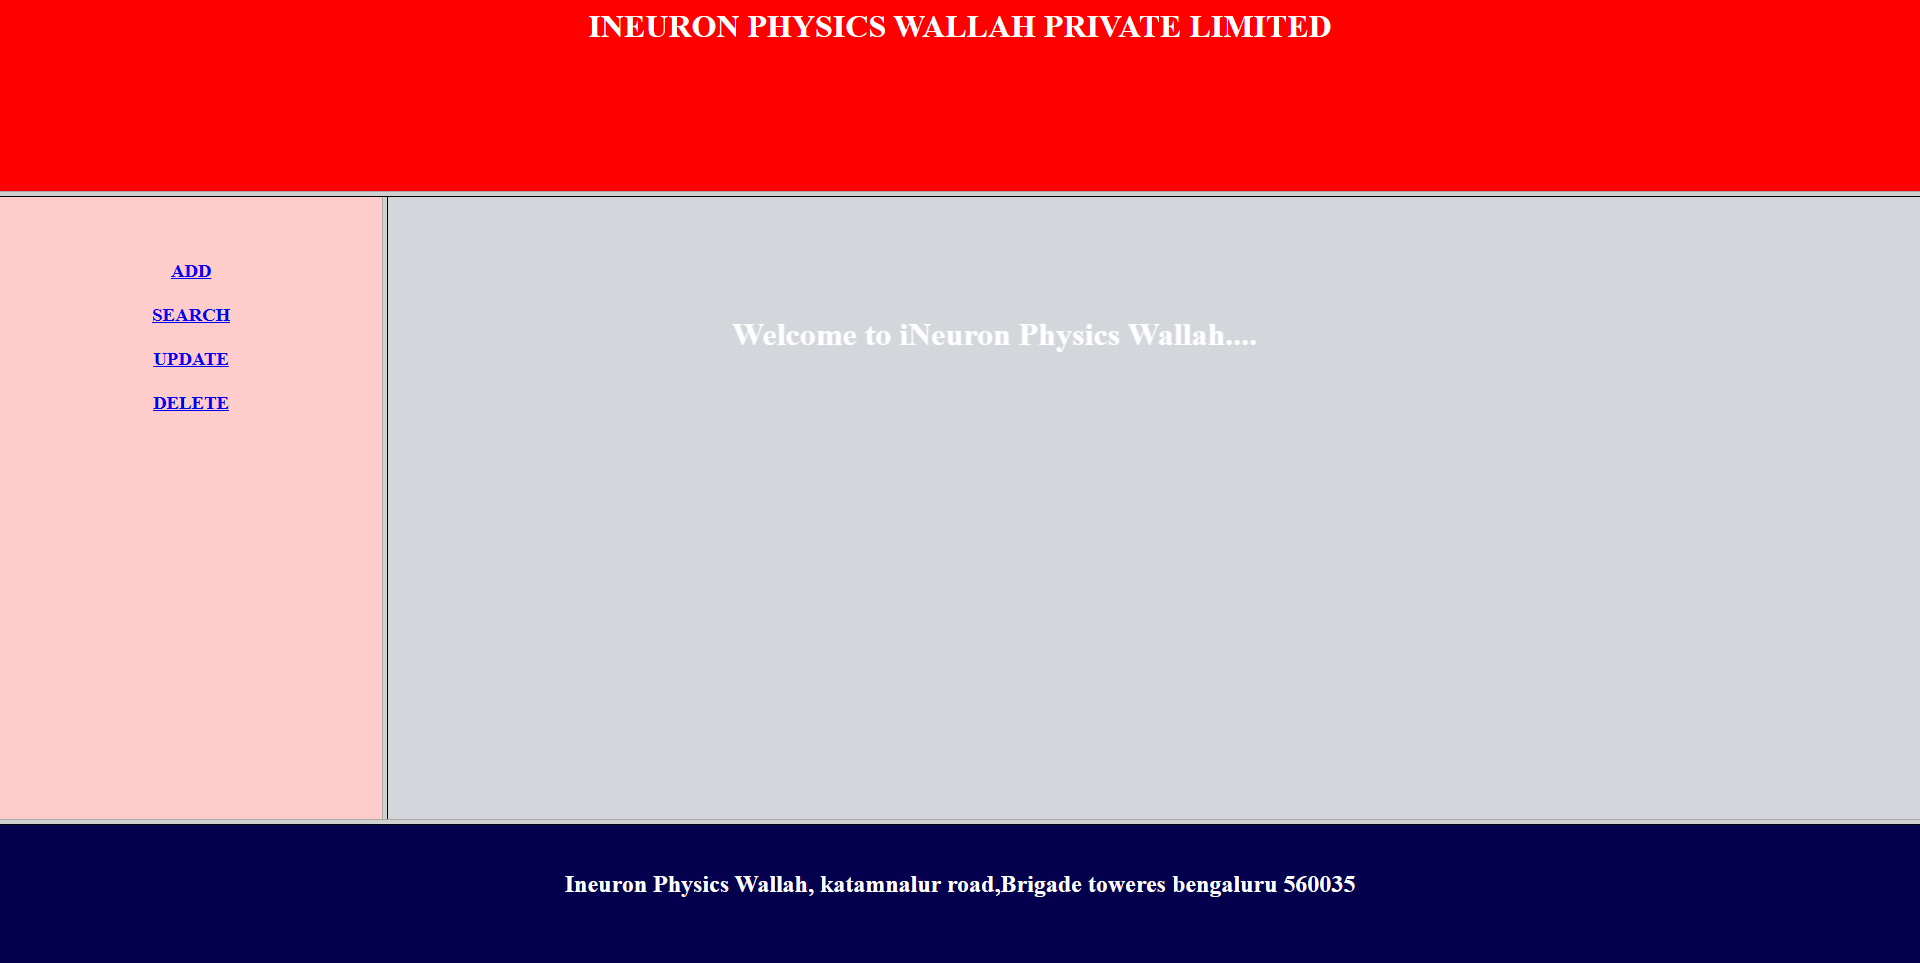 INEURON PHYSICS WALLAH PRIVATE LIMITED
ADD
SEARCH
UPDATE
DELETE
Welcome to iNeuron Physics Wallah....
Ineuron Physics Wallah, katamnalur road,Brigade toweres bengaluru 560035